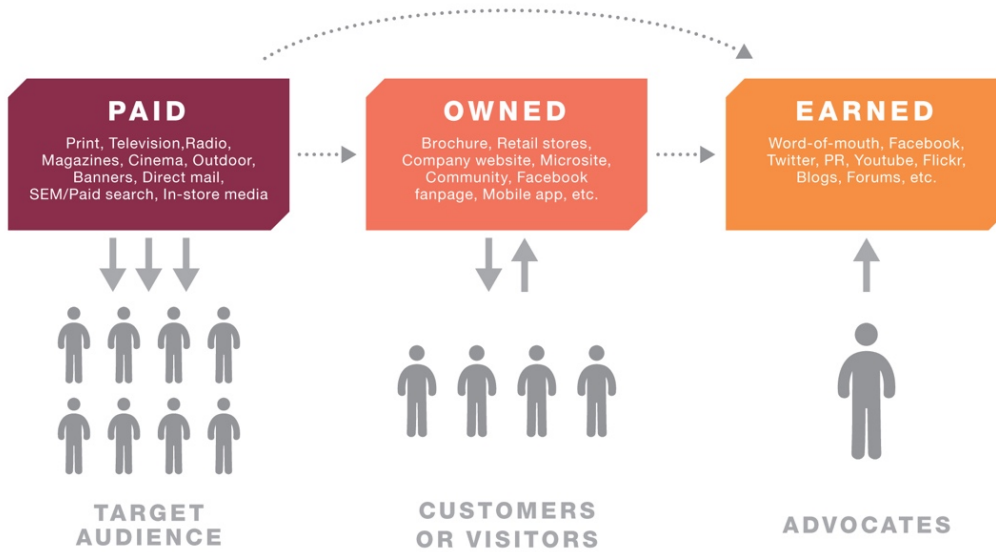 PAID
Print, Television,Radio,
Magazines, Cinema, Outdoor,
Banners, Direct mail,
SEM/Paid search, In-store media
OWNED
Brochure, Retail stores,
Company website, Microsite,
Community, Facebook
fanpage, Mobile app, etc.
EARNED
Word-of-mouth, Facebook,
Twitter, PR, Youtube, Flickr,
Blogs, Forums, etc.
TARGET
AUDIENCE
CUSTOMERS
OR VISITORS
ADVOCATES